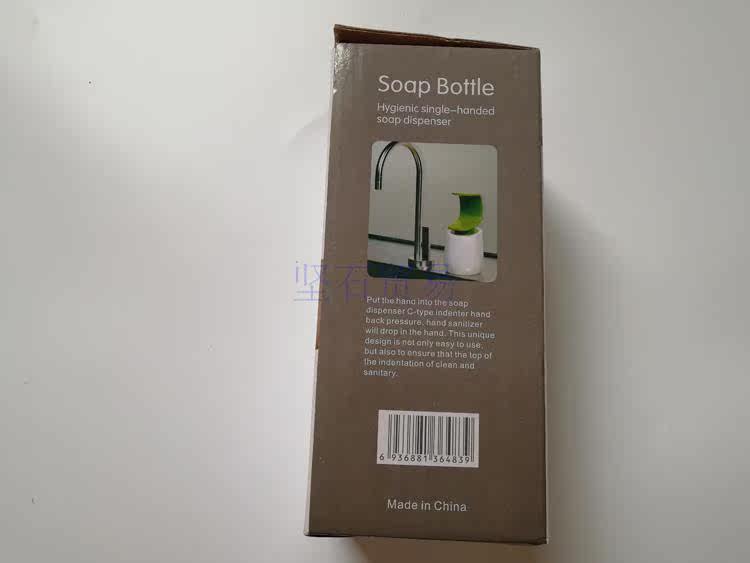 Soap Bottle
Hygienic single-handed
soap dispenser
坚石贸易
Put the hand into the soap
dispenser C-type indenter hand
back pressure, hand sanitizer
will drop in the hand. This unique
design is not only easy to use,
but also to ensure that the top of
the indentation of clean and
sanitary.
6 936881 364839
Made in China